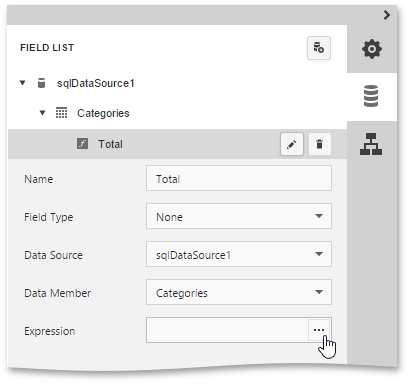 FIELD LIST
sqlDataSource1
Categories
Total
Name Total
Field Type None
Data Source sqlDataSource1
Data Member Categories
Expression ...